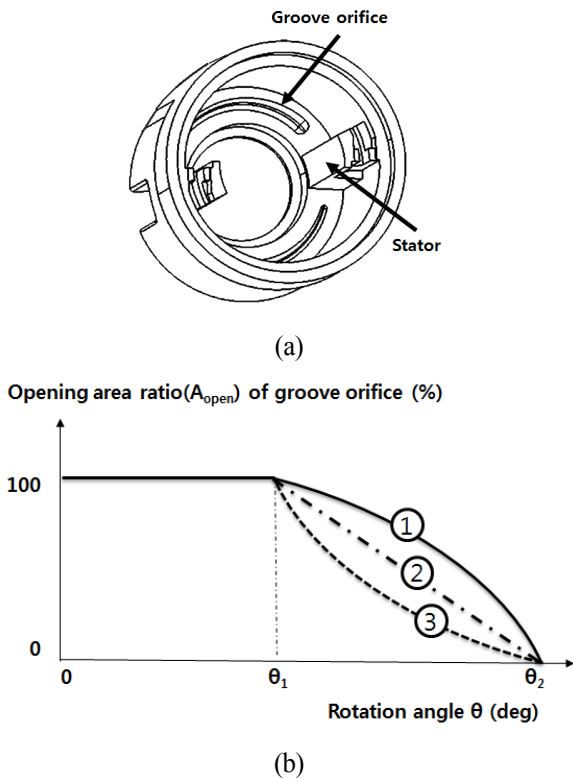 Groove orifice
Stator
(a)
Opening area ratio(Aopen) of groove orifice (%)
100
1
2
3
0
0
θ1
θ2
Rotation angle θ (deg)
(b)